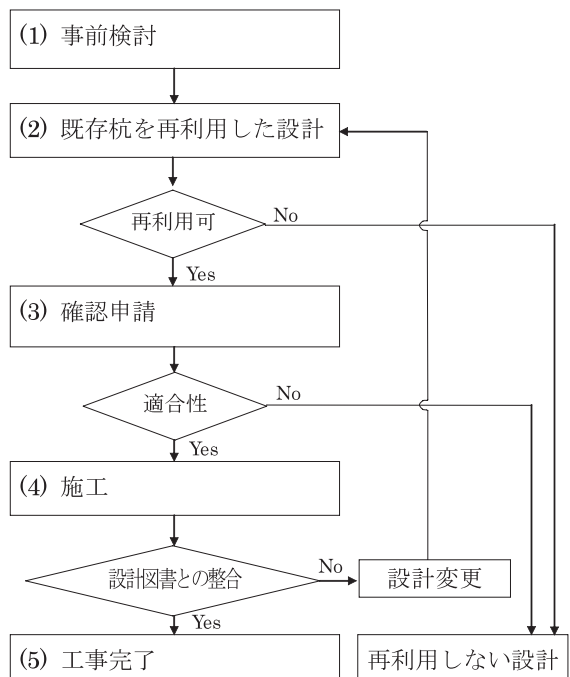 (1) 事前検討
(2) 既存杭を再利用した設計
再利用可
No
Yes
(3) 確認申請
適合性
No
Yes
(4) 施工
設計図書との整合
No
設計変更
Yes
(5) 工事完了
再利用しない設計